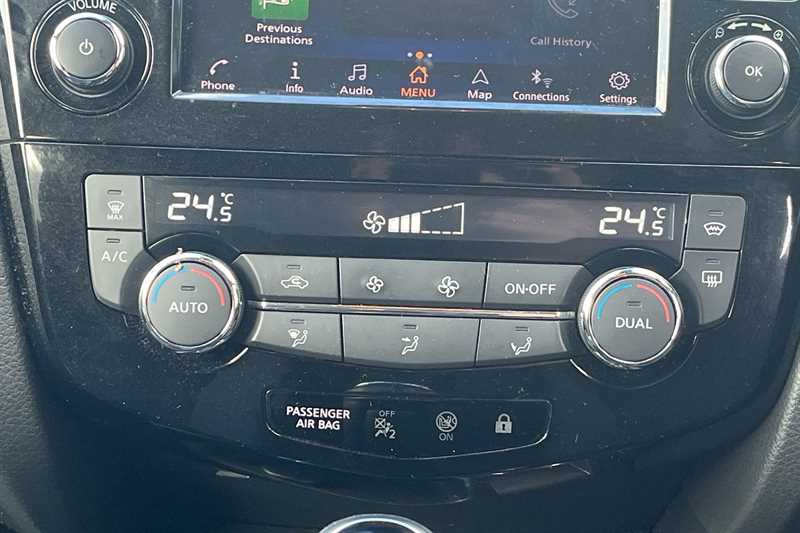 VOLUME
Previous
Destinations
Call History
Phone
Info
Audio
MENU
Map
Connections
Settings
OK
MAX
24.5 °C
24.5 °C
A/C
AUTO
ON·OFF
DUAL
PASSENGER
AIR BAG
OFF
2
ON